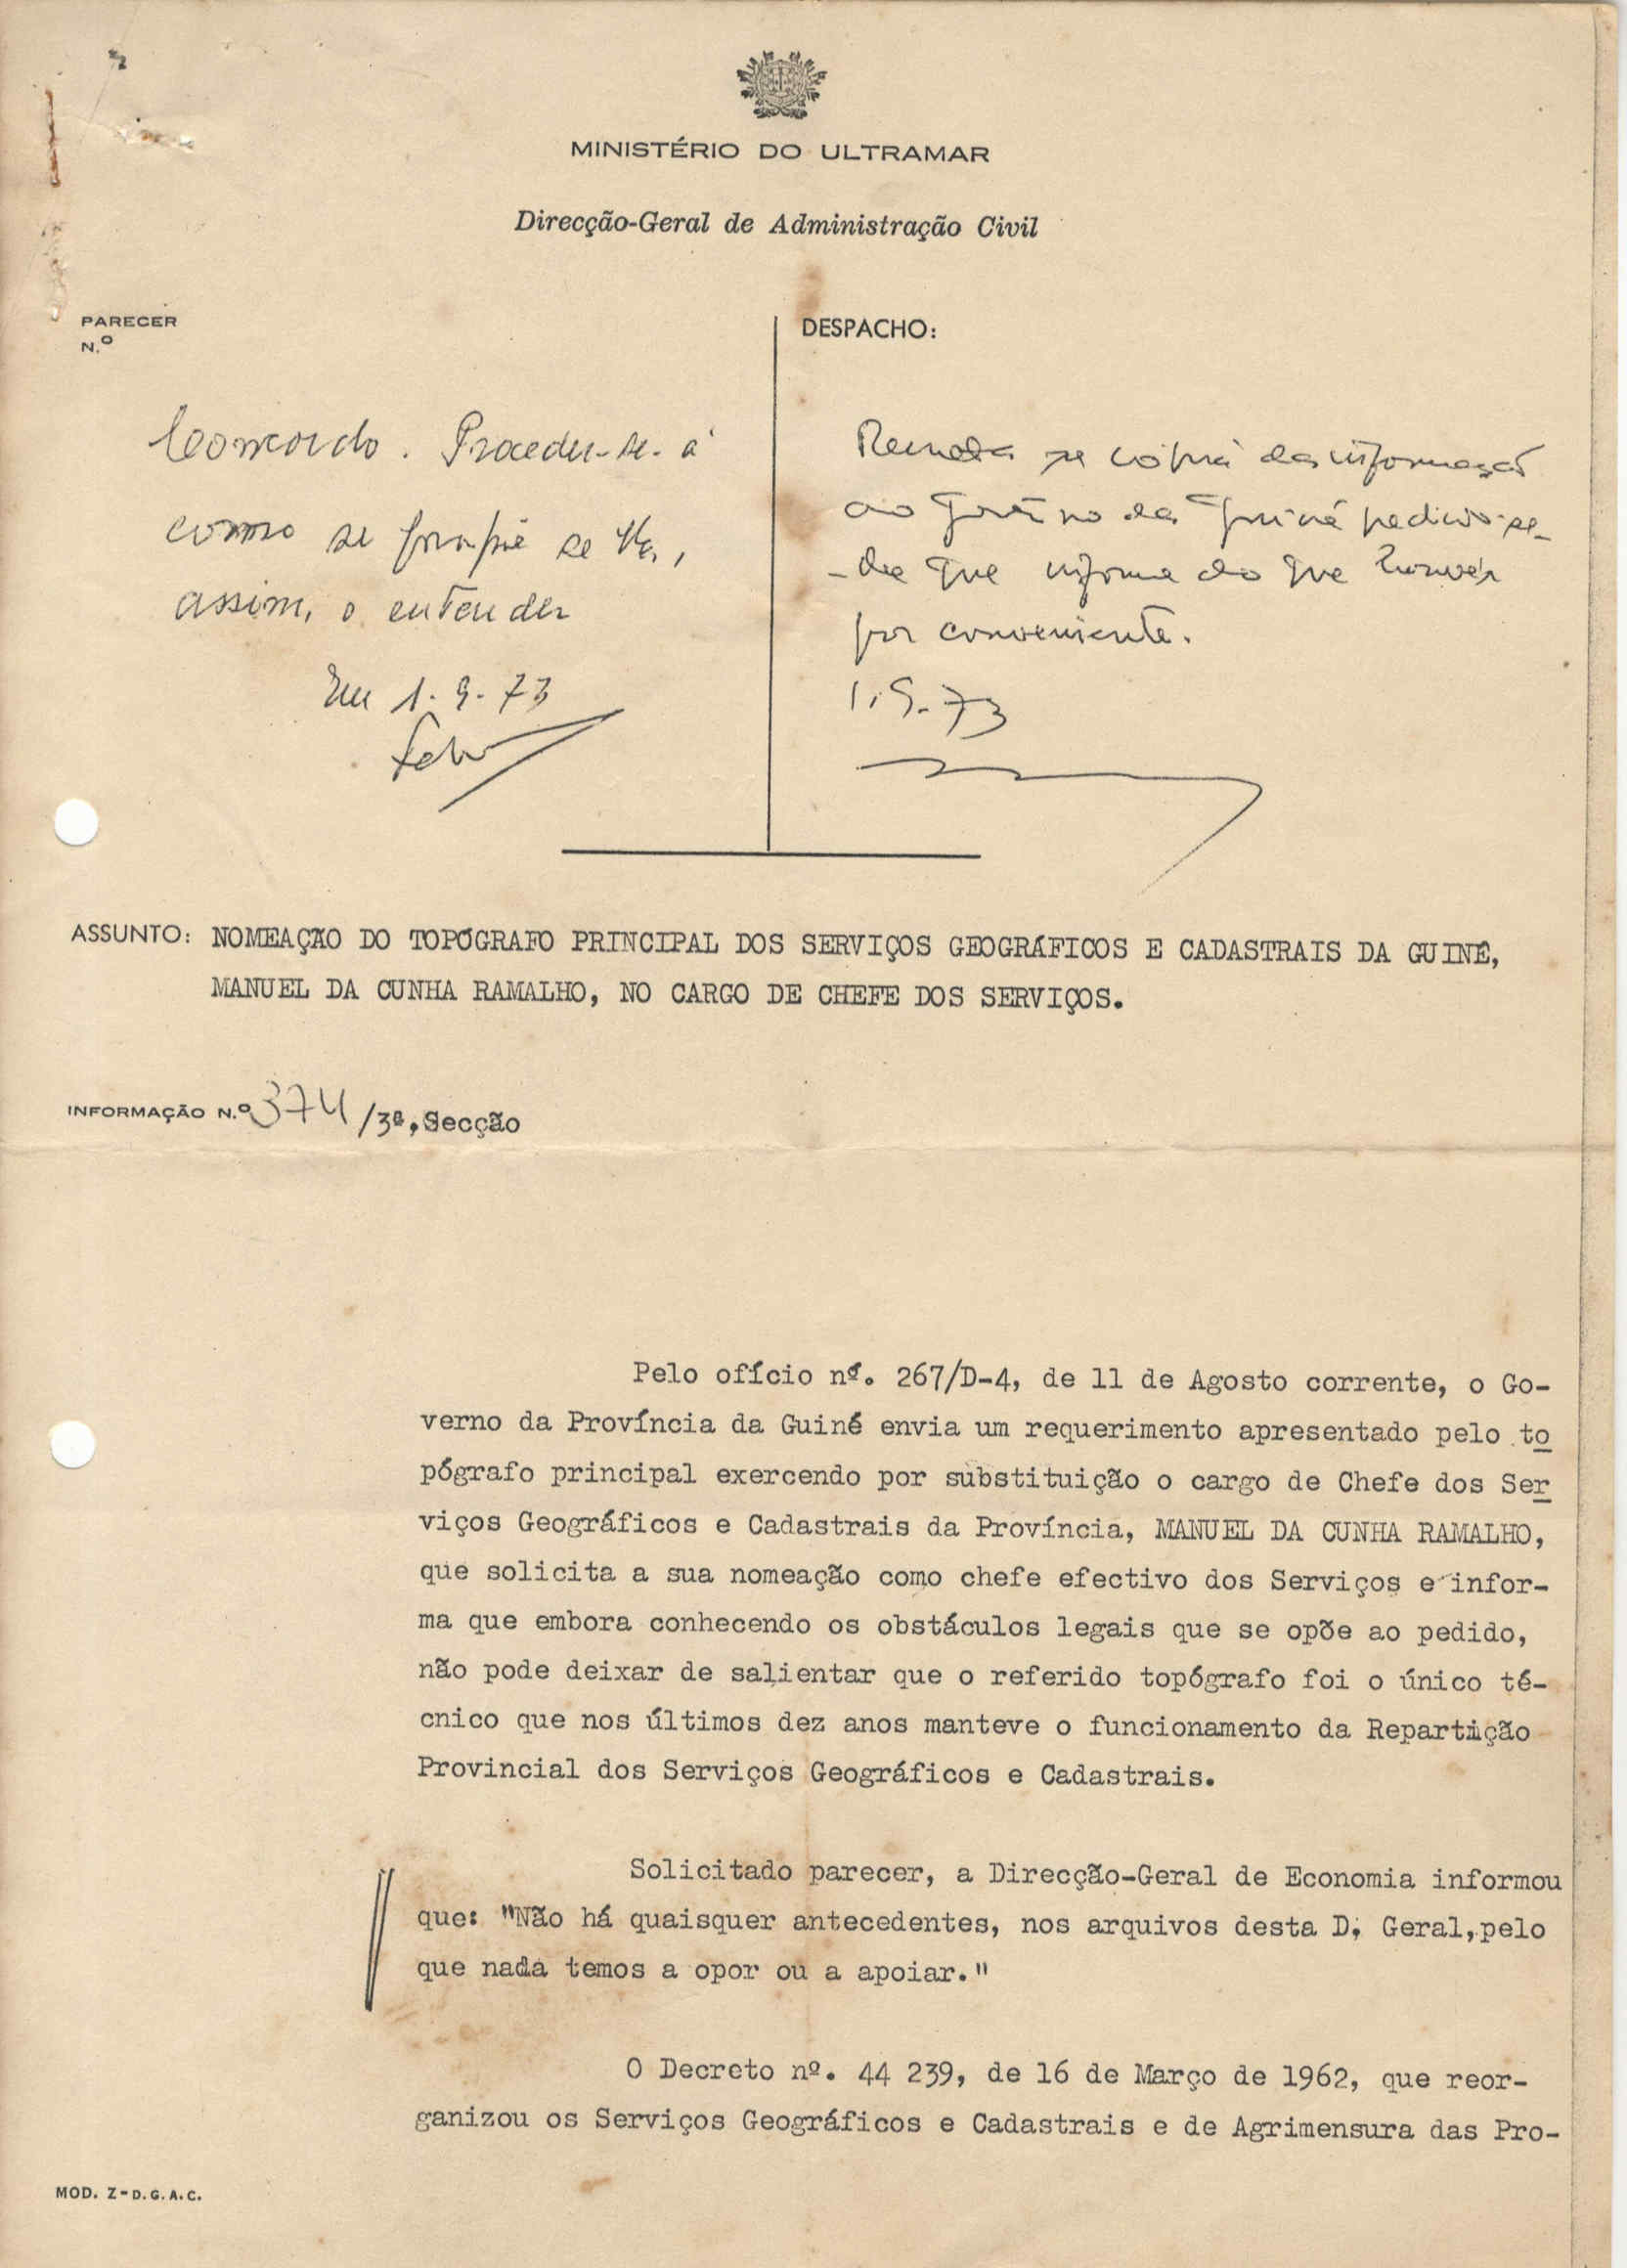 MINISTÉRIO DO ULTRAMAR
Direcção-Geral de Administração Civil
PARECER
N.º
Concordo. Proceder-se-á
como se propõe se V. Ex.,
assim, o entender
Em 1-9-73
DESPACHO:
Remeta-se cópia da informação
ao Govêrno da Guiné pedindo-se-
-lhe que informe do que houver
por conveniente.
1.9.73
ASSUNTO: NOMEAÇÃO DO TOPÓGRAFO PRINCIPAL DOS SERVIÇOS GEOGRÁFICOS E CADASTRAIS DA GUINÉ,
MANUEL DA CUNHA RAMALHO, NO CARGO DE CHEFE DOS SERVIÇOS.
INFORMAÇÃO N.º 374/3ª, Secção
Pelo ofício nº. 267/D-4, de 11 de Agosto corrente, o Go-
verno da Província da Guiné envia um requerimento apresentado pelo to
pógrafo principal exercendo por substituição o cargo de Chefe dos Ser
viços Geográficos e Cadastrais da Província, MANUEL DA CUNHA RAMALHO,
que solicita a sua nomeação como chefe efectivo dos Serviços e infor-
ma que embora conhecendo os obstáculos legais que se opõe ao pedido,
não pode deixar de salientar que o referido topógrafo foi o único té-
cnico que nos últimos dez anos manteve o funcionamento da Repartição
Provincial dos Serviços Geográficos e Cadastrais.
Solicitado parecer, a Direcção-Geral de Economia informou
que: "Não há quaisquer antecedentes, nos arquivos desta D. Geral, pelo
que nada temos a opor ou a apoiar."
O Decreto nº. 44 239, de 16 de Março de 1962, que reor-
ganizou os Serviços Geográficos e Cadastrais e de Agrimensura das Pro-
MOD. Z - D. G. A. C.